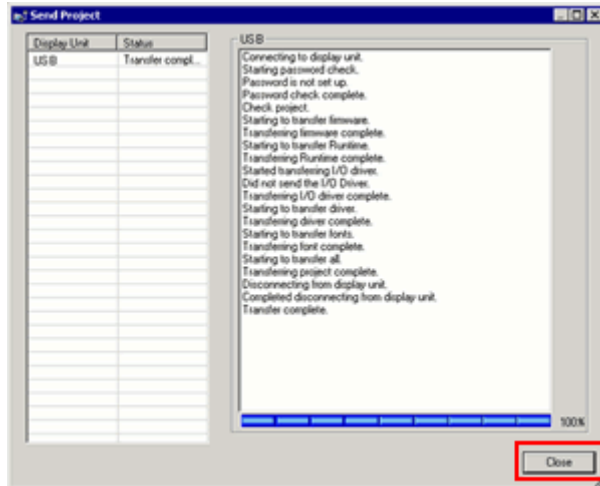 Send Project
Display Unit Status
USB Transfer compl...
USB
Connecting to display unit.
Starting password check.
Password is not set up.
Password check complete.
Check project.
Starting to transfer firmware.
Transferring firmware complete.
Starting to transfer Runtime.
Transferring Runtime complete.
Started transferring I/O driver.
Did not send the I/O Driver.
Transferring I/O driver complete.
Starting to transfer driver.
Transferring driver complete.
Starting to transfer fonts.
Transferring font complete.
Starting to transfer all.
Transferring project complete.
Disconnecting from display unit.
Completed disconnecting from display unit.
Transfer complete.
100%
Close